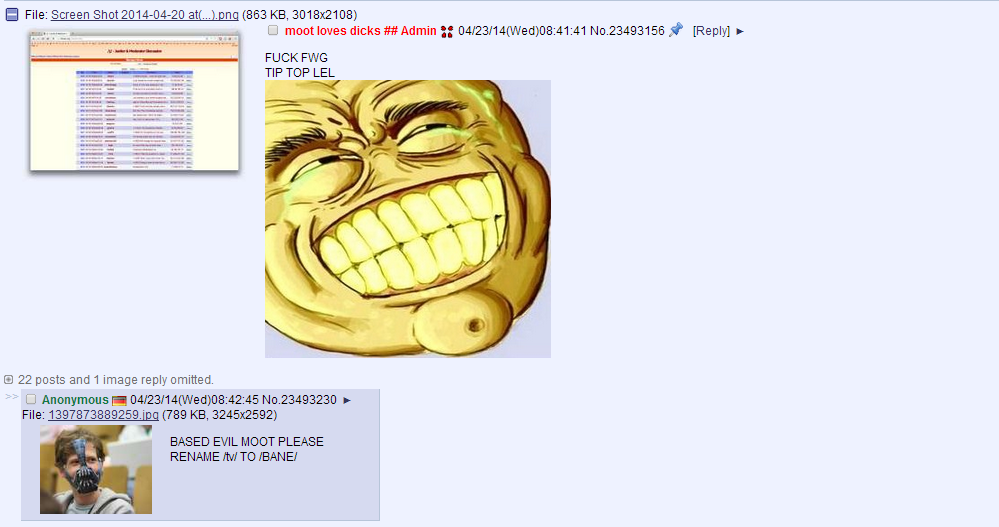 File: Screen Shot 2014-04-20 at(...).png (863 KB, 3018x2108)
moot loves dicks ## Admin 04/23/14(Wed)08:41:41 No.23493156 [Reply] ►
FUCK FWG
TIP TOP LEL
22 posts and 1 image reply omitted.
>> Anonymous 04/23/14(Wed)08:42:45 No.23493230 ►
File: 1397873889259.jpg (789 KB, 3245x2592)
BASED EVIL MOOT PLEASE
RENAME /tv/ TO /BANE/